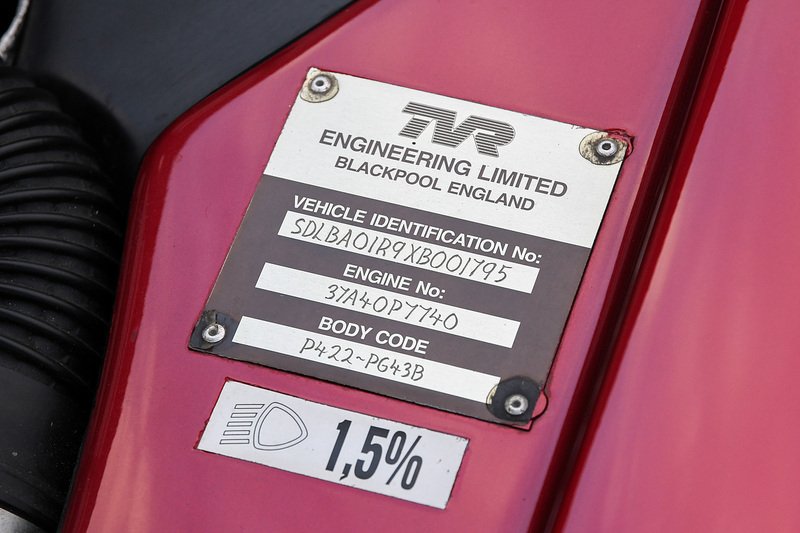 TVR
ENGINEERING LIMITED
BLACKPOOL ENGLAND
VEHICLE IDENTIFICATION No:
SDLBA01R9XB001795
ENGINE No:
37A40P7740
BODY CODE
P422~PG43B
1,5%